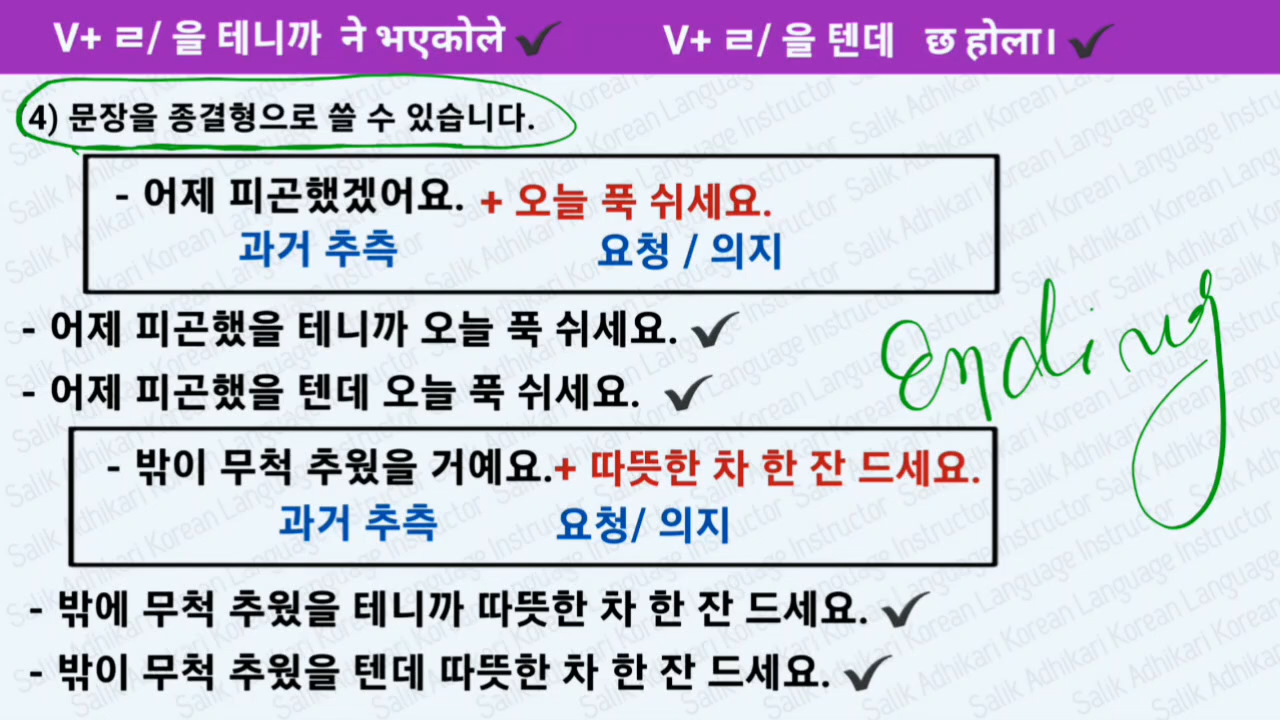 V+ ㄹ/ 을 테니까 ने भएकोले ✔ V+ ㄹ/ 을 텐데 छ होला। ✔
4) 문장을 종결형으로 쓸 수 있습니다.
- 어제 피곤했겠어요. + 오늘 푹 쉬세요.
과거 추측 요청 / 의지
- 어제 피곤했을 테니까 오늘 푹 쉬세요. ✔
- 어제 피곤했을 텐데 오늘 푹 쉬세요. ✔
ending
- 밖이 무척 추웠을 거예요.+ 따뜻한 차 한 잔 드세요.
과거 추측 요청/ 의지
- 밖에 무척 추웠을 테니까 따뜻한 차 한 잔 드세요. ✔
- 밖이 무척 추웠을 텐데 따뜻한 차 한 잔 드세요. ✔
Salik Adhikari Korean Language Instructor